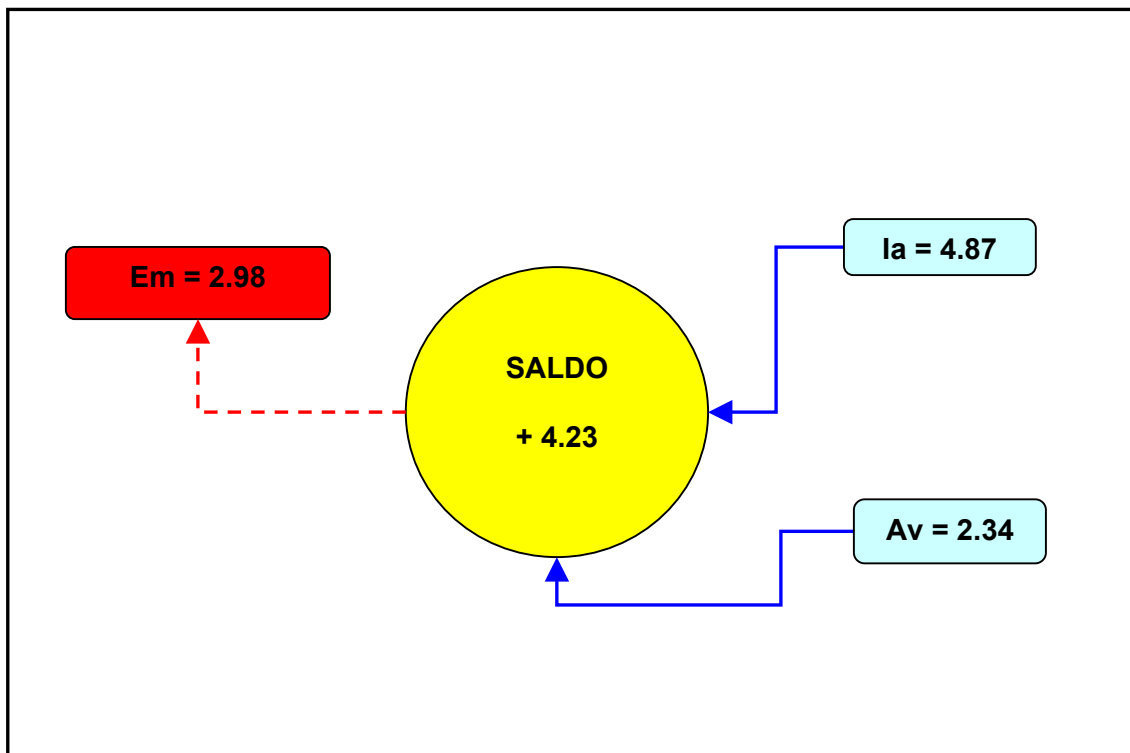 Ia = 4.87
Em = 2.98
SALDO
+ 4.23
Av = 2.34